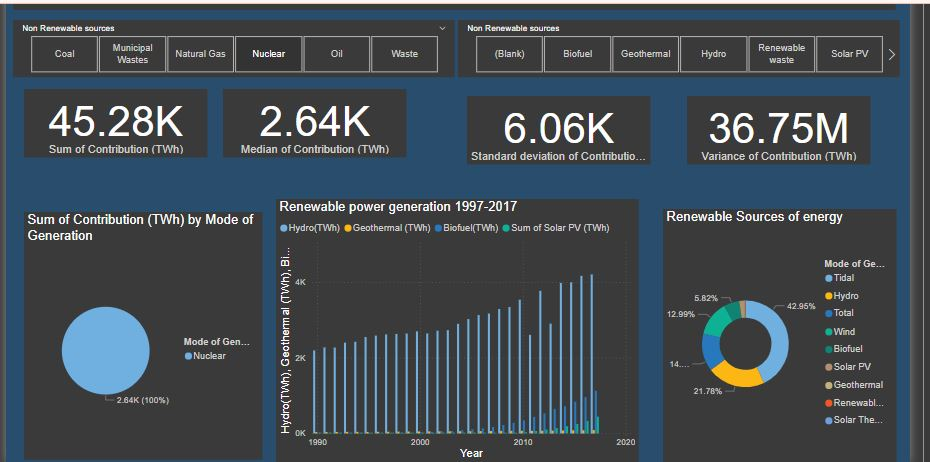 Non Renewable sources
Coal
Municipal
Wastes
Natural Gas
Nuclear
Oil
Waste
Non Renewable sources
(Blank)
Biofuel
Geothermal
Hydro
Renewable
waste
Solar PV
45.28K
Sum of Contribution (TWh)
2.64K
Median of Contribution (TWh)
6.06K
Standard deviation of Contributio...
36.75M
Variance of Contribution (TWh)
Sum of Contribution (TWh) by Mode of
Generation
Mode of Gen...
Nuclear
2.64K (100%)
Renewable power generation 1997-2017
Hydro(TWh) Geothermal (TWh) Biofuel(TWh) Sum of Solar PV (TWh)
Hydro(TWh), Geothermal (TWh), Bi...
4K
2K
0K
1990 2000 2010 2020
Year
Renewable Sources of energy
Mode of Ge...
Tidal
Hydro
Total
Wind
Biofuel
Solar PV
Geothermal
Renewabl...
Solar The...
5.82%
42.95%
12.99%
14....
21.78%